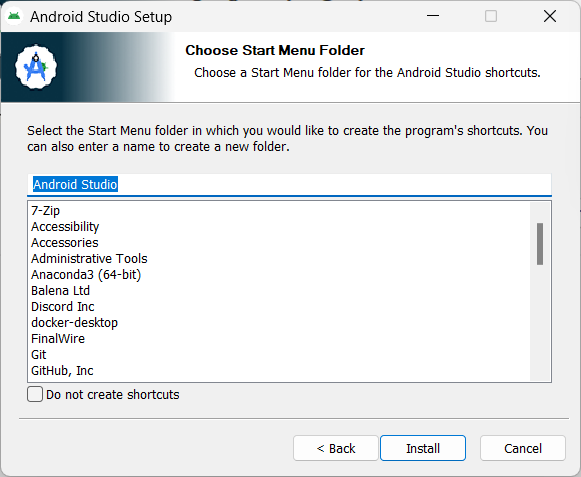 Android Studio Setup
Choose Start Menu Folder
Choose a Start Menu folder for the Android Studio shortcuts.
Select the Start Menu folder in which you would like to create the program's shortcuts. You
can also enter a name to create a new folder.
Android Studio
7-Zip
Accessibility
Accessories
Administrative Tools
Anaconda3 (64-bit)
Balena Ltd
Discord Inc
docker-desktop
FinalWire
Git
GitHub, Inc
Do not create shortcuts
< Back
Install
Cancel